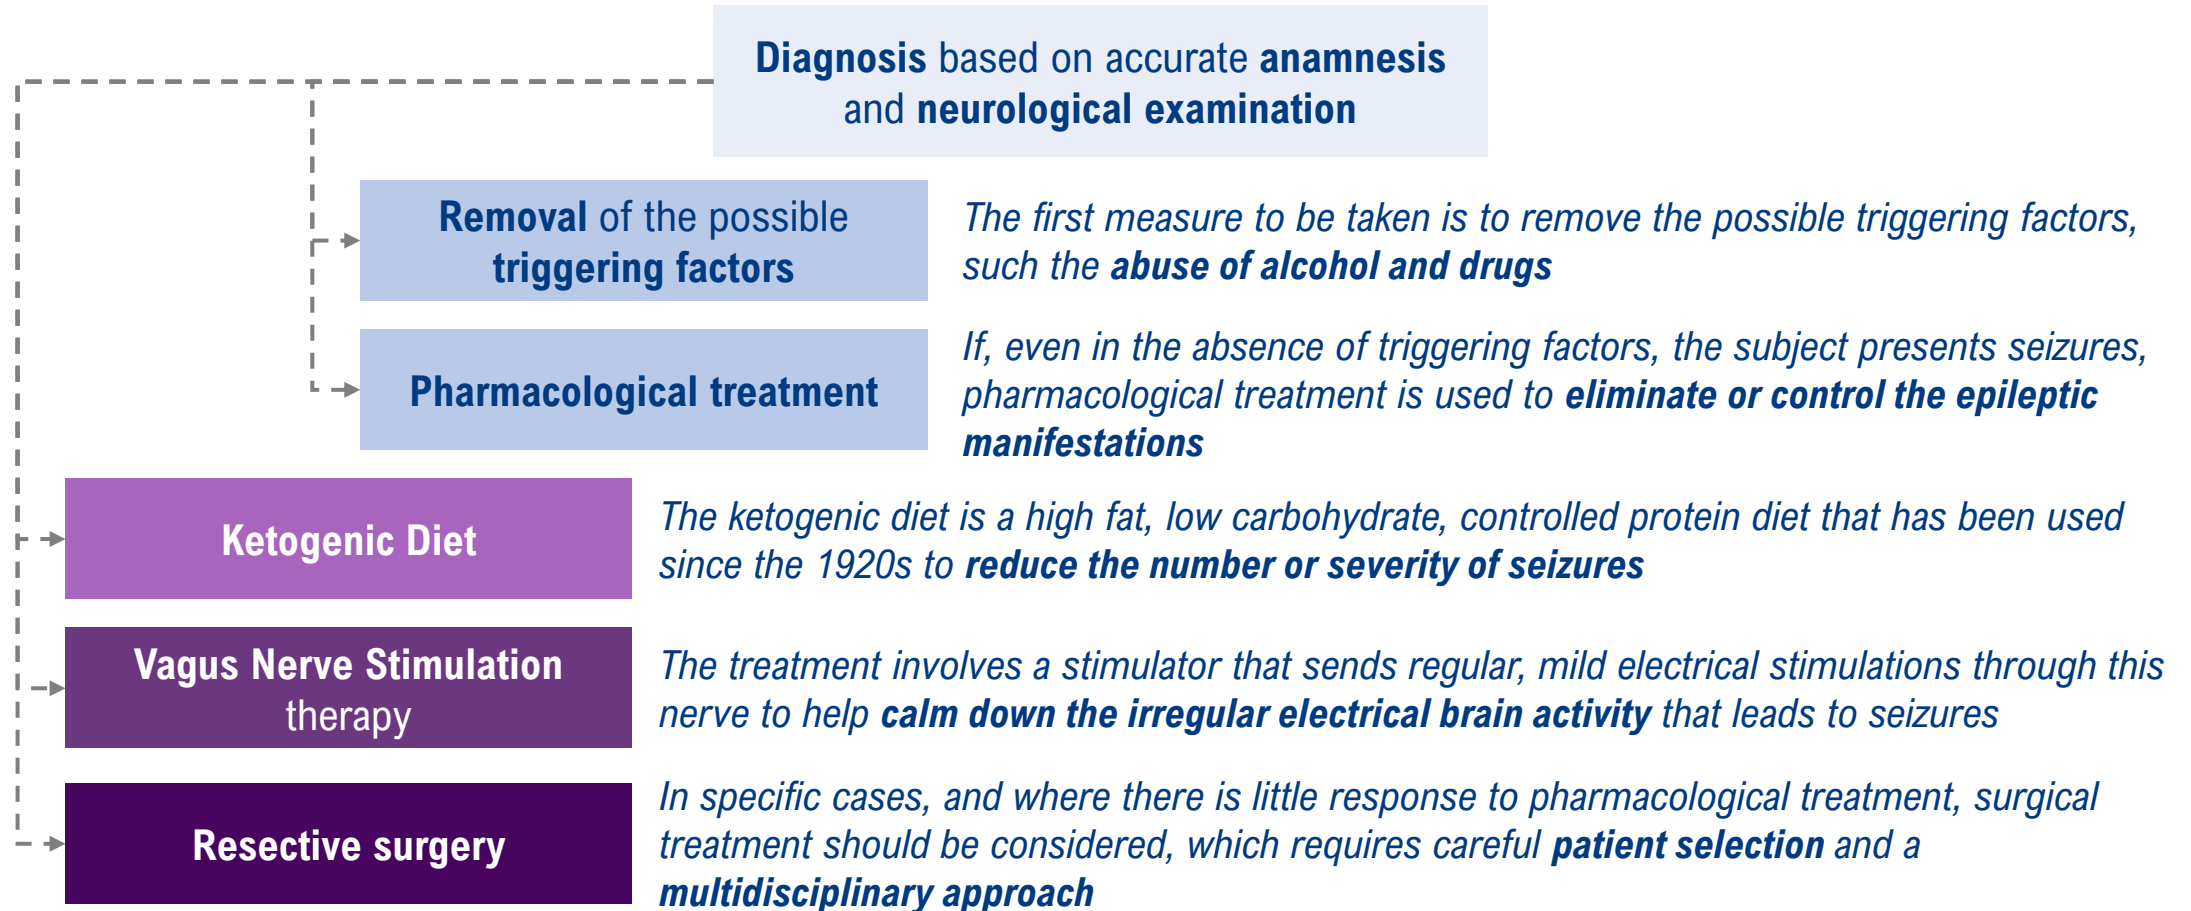 Diagnosis based on accurate anamnesis
and neurological examination
Removal of the possible
triggering factors
The first measure to be taken is to remove the possible triggering factors,
such the abuse of alcohol and drugs
Pharmacological treatment
If, even in the absence of triggering factors, the subject presents seizures,
pharmacological treatment is used to eliminate or control the epileptic
manifestations
Ketogenic Diet
The ketogenic diet is a high fat, low carbohydrate, controlled protein diet that has been used
since the 1920s to reduce the number or severity of seizures
Vagus Nerve Stimulation
therapy
The treatment involves a stimulator that sends regular, mild electrical stimulations through this
nerve to help calm down the irregular electrical brain activity that leads to seizures
Resective surgery
In specific cases, and where there is little response to pharmacological treatment, surgical
treatment should be considered, which requires careful patient selection and a
multidisciplinary approach